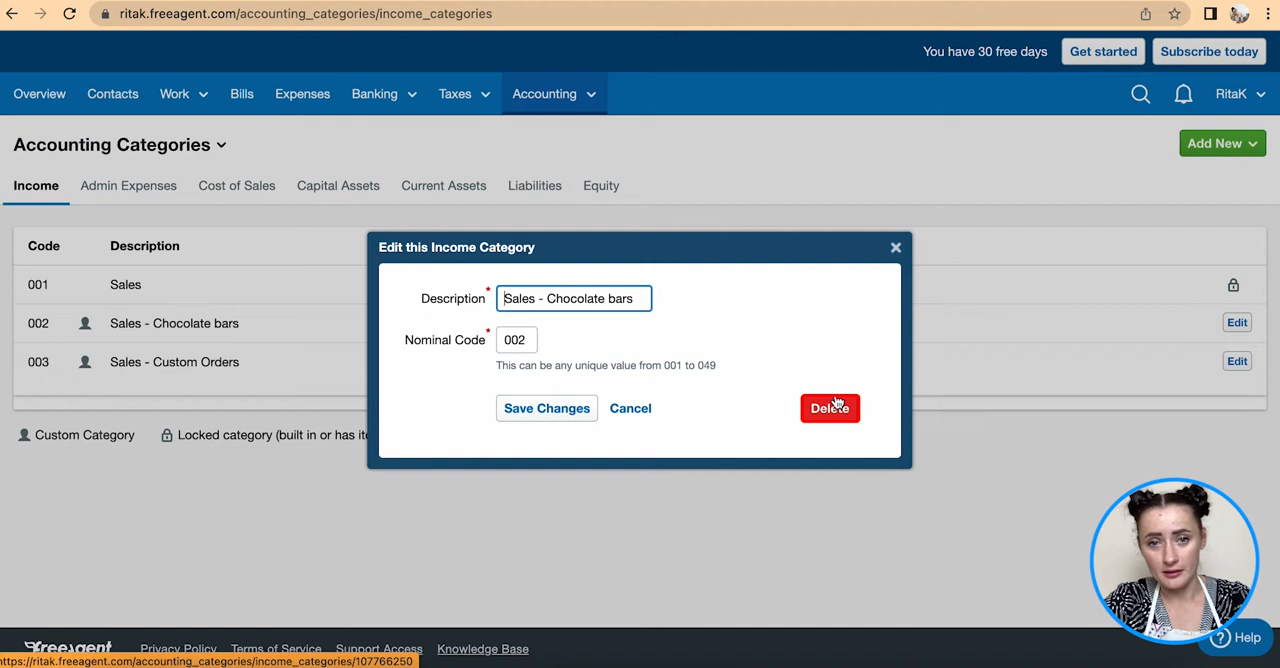 ritak.freeagent.com/accounting_categories/income_categories
You have 30 free days Get started Subscribe today
Overview Contacts Work Bills Expenses Banking Taxes Accounting RitaK
Accounting Categories Add New
Income Admin Expenses Cost of Sales Capital Assets Current Assets Liabilities Equity
Code Description
001 Sales
002 Sales - Chocolate bars Edit
003 Sales - Custom Orders Edit
Custom Category Locked category (built in or has ite
Edit this Income Category
Description * Sales - Chocolate bars
Nominal Code * 002
This can be any unique value from 001 to 049
Save Changes Cancel Delete
Help
freeagent Privacy Policy Terms of Service Support Access Knowledge Base
https://ritak.freeagent.com/accounting_categories/income_categories/107766250